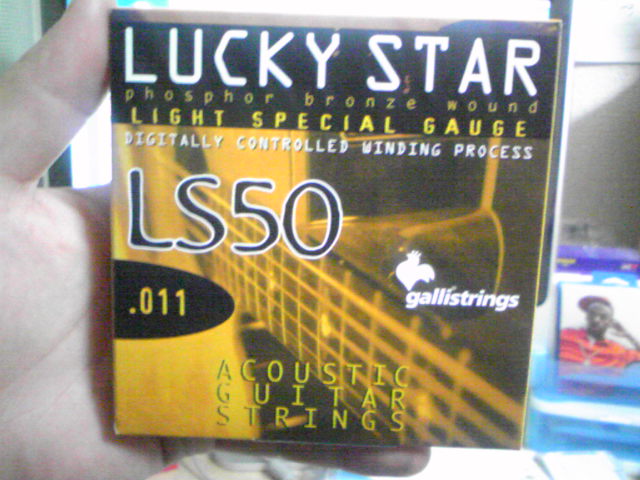 LUCKY STAR
phosphor bronze wound
LIGHT SPECIAL GAUGE
DIGITALLY CONTROLLED WINDING PROCESS
LS50
gallistrings
.011
ACOUSTIC
GUITAR
STRINGS